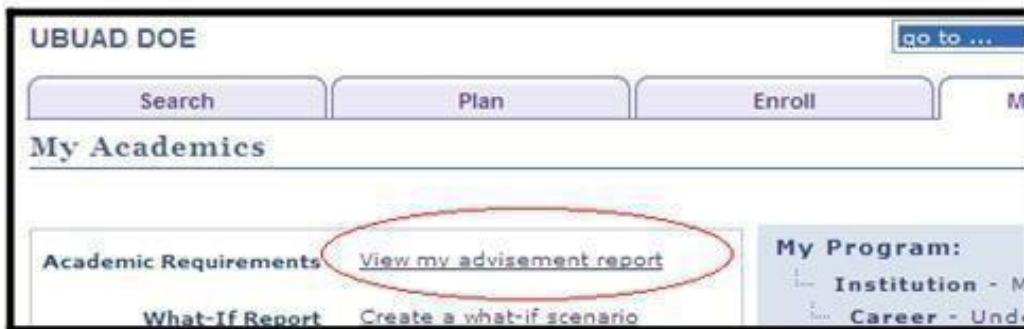 UBUAD DOE
go to ...
Search Plan Enroll
My Academics
Academic Requirements View my advisement report
What-If Report Create a what-if scenario
My Program:
Institution -
Career -